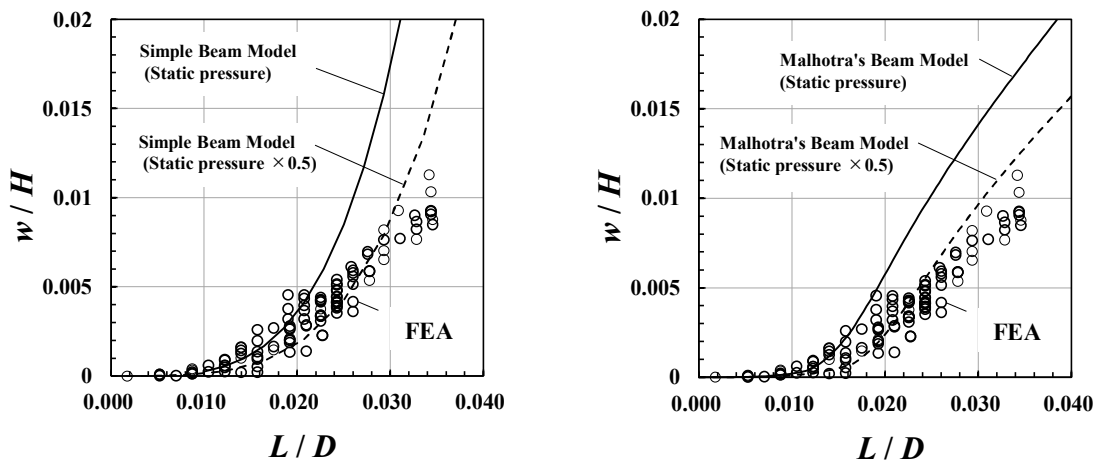 0.02
0.015
0.01
0.005
0
w / H
Simple Beam Model
(Static pressure)
Simple Beam Model
(Static pressure ×0.5)
FEA
0.000 0.010 0.020 0.030 0.040
L / D
0.02
0.015
0.01
0.005
0
w / H
Malhotra's Beam Model
(Static pressure)
Malhotra's Beam Model
(Static pressure ×0.5)
FEA
0.000 0.010 0.020 0.030 0.040
L / D